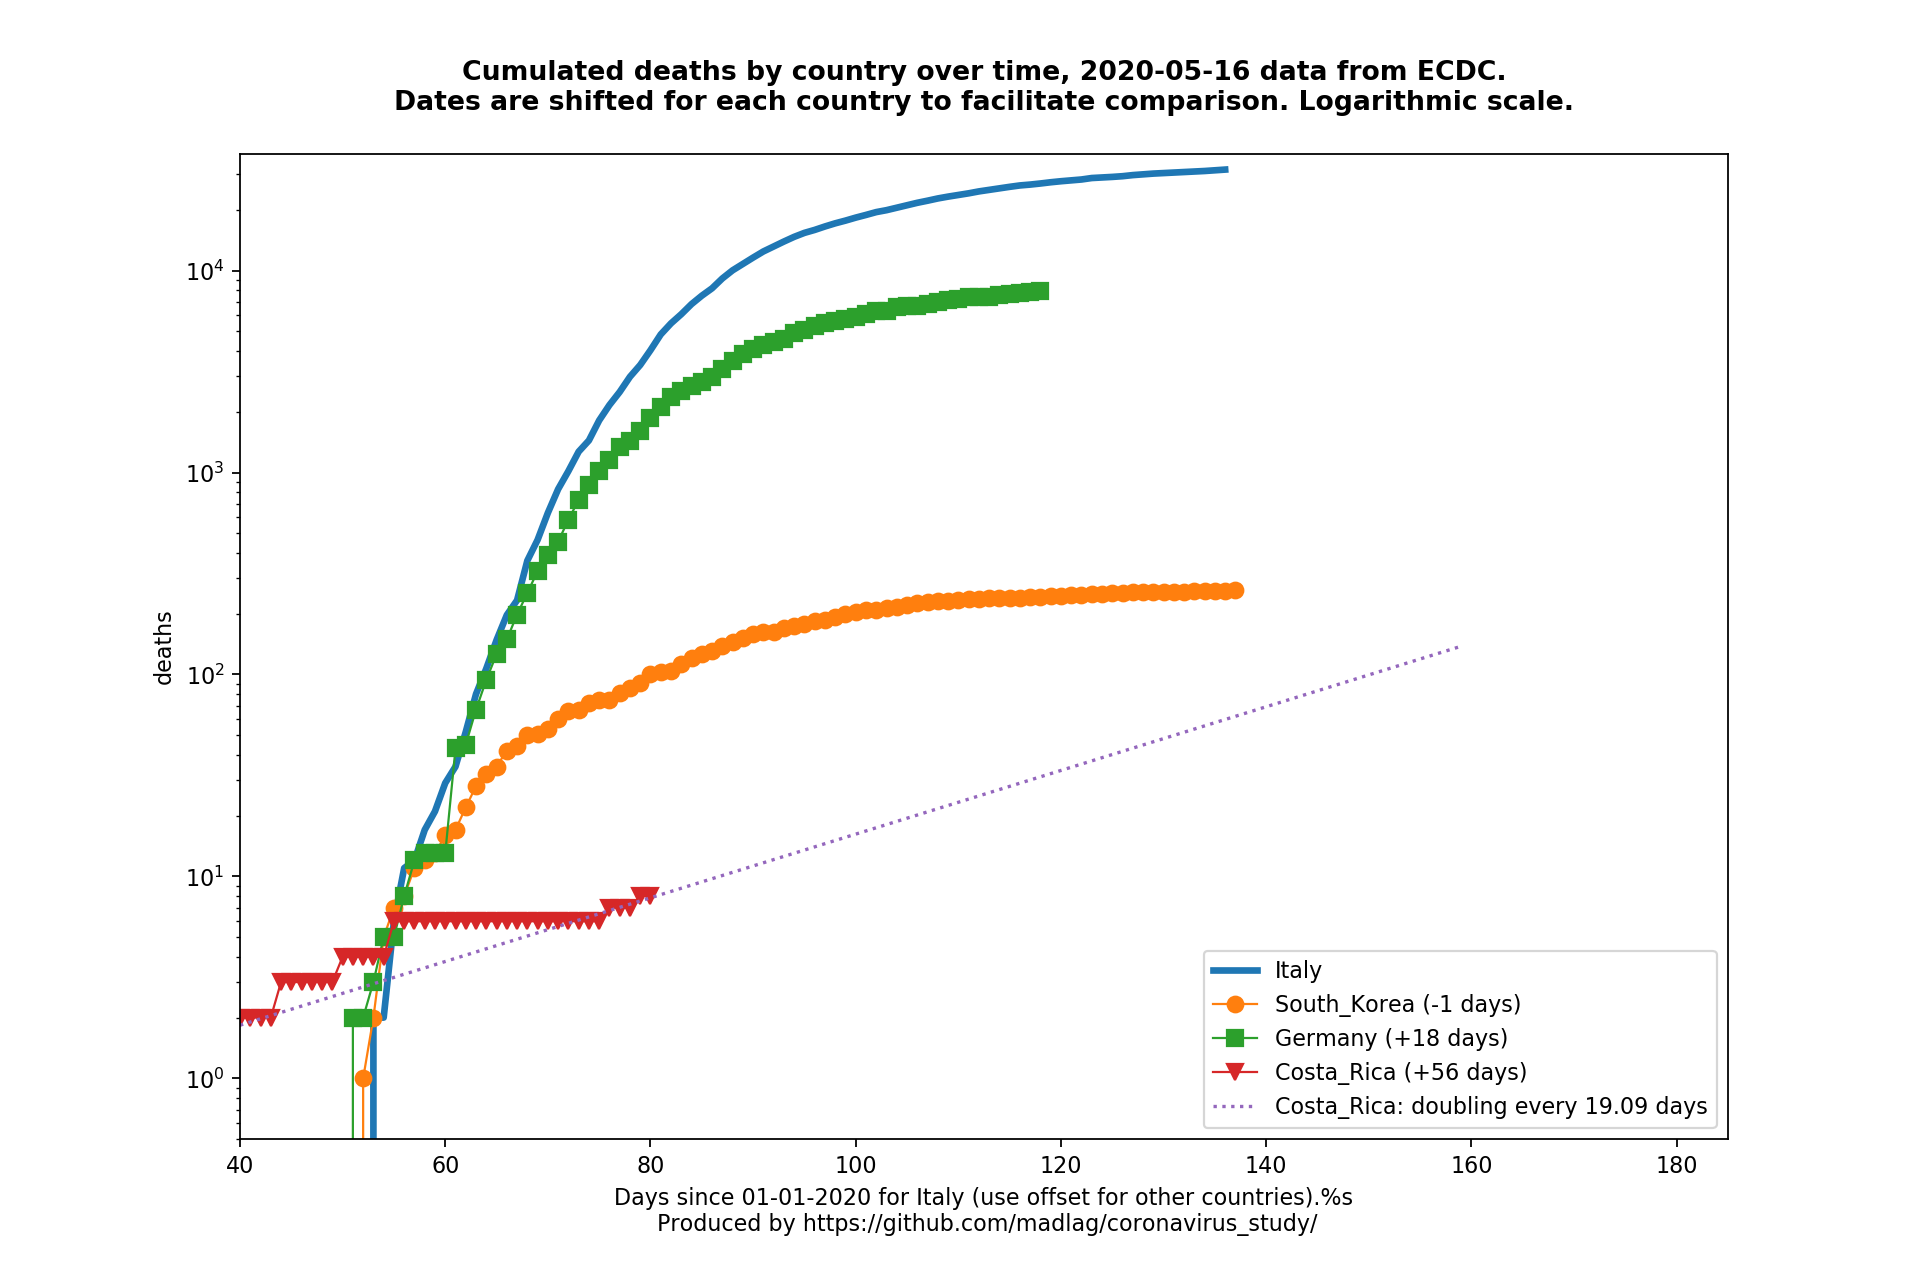 Cumulated deaths by country over time, 2020-05-16 data from ECDC.
Dates are shifted for each country to facilitate comparison. Logarithmic scale.
10^4
10^3
10^2
10^1
10^0
deaths
Italy
South_Korea (-1 days)
Germany (+18 days)
Costa_Rica (+56 days)
Costa_Rica: doubling every 19.09 days
40 60 80 100 120 140 160 180
Days since 01-01-2020 for Italy (use offset for other countries).%s
Produced by https://github.com/madlag/coronavirus_study/